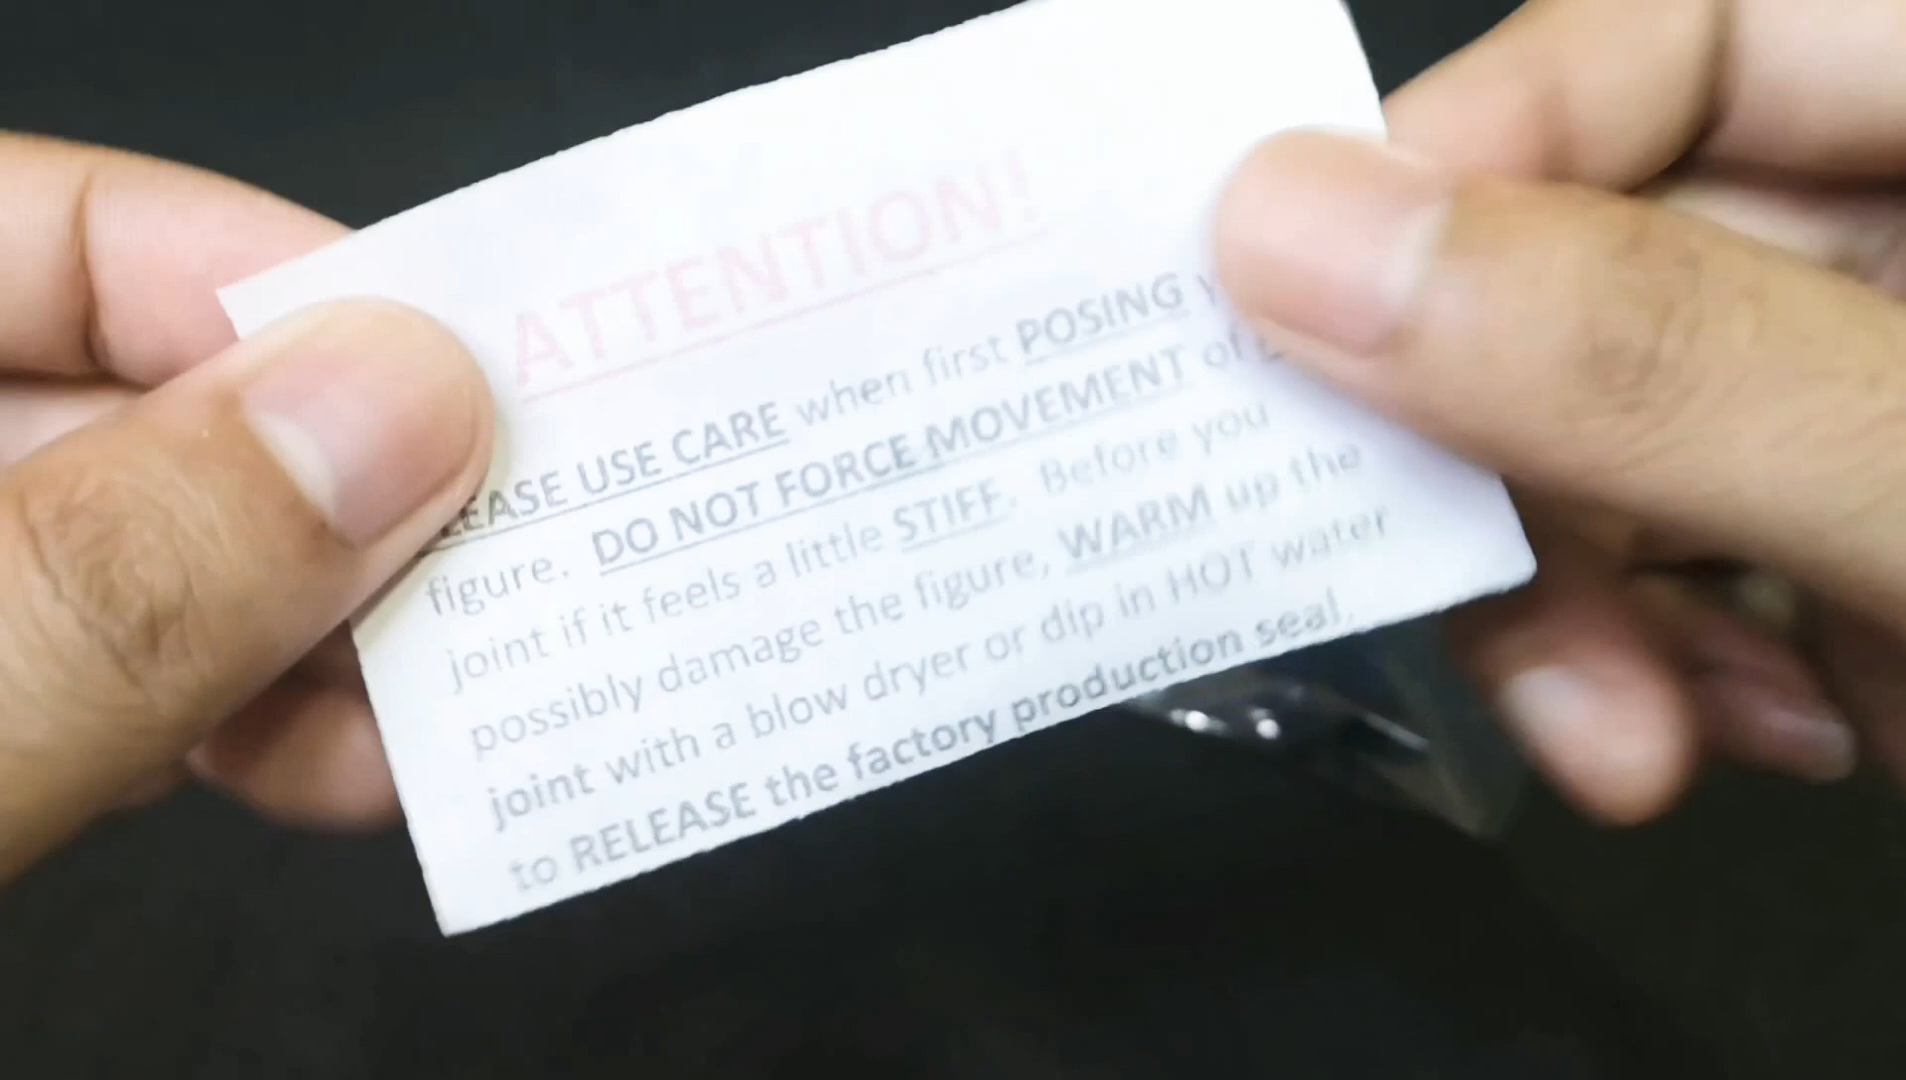 ATTENTION!
LEASE USE CARE when first POSING
figure. DO NOT FORCE MOVEMENT of
joint if it feels a little STIFF. Before you
possibly damage the figure, WARM up the
joint with a blow dryer or dip in HOT water
to RELEASE the factory production seal.